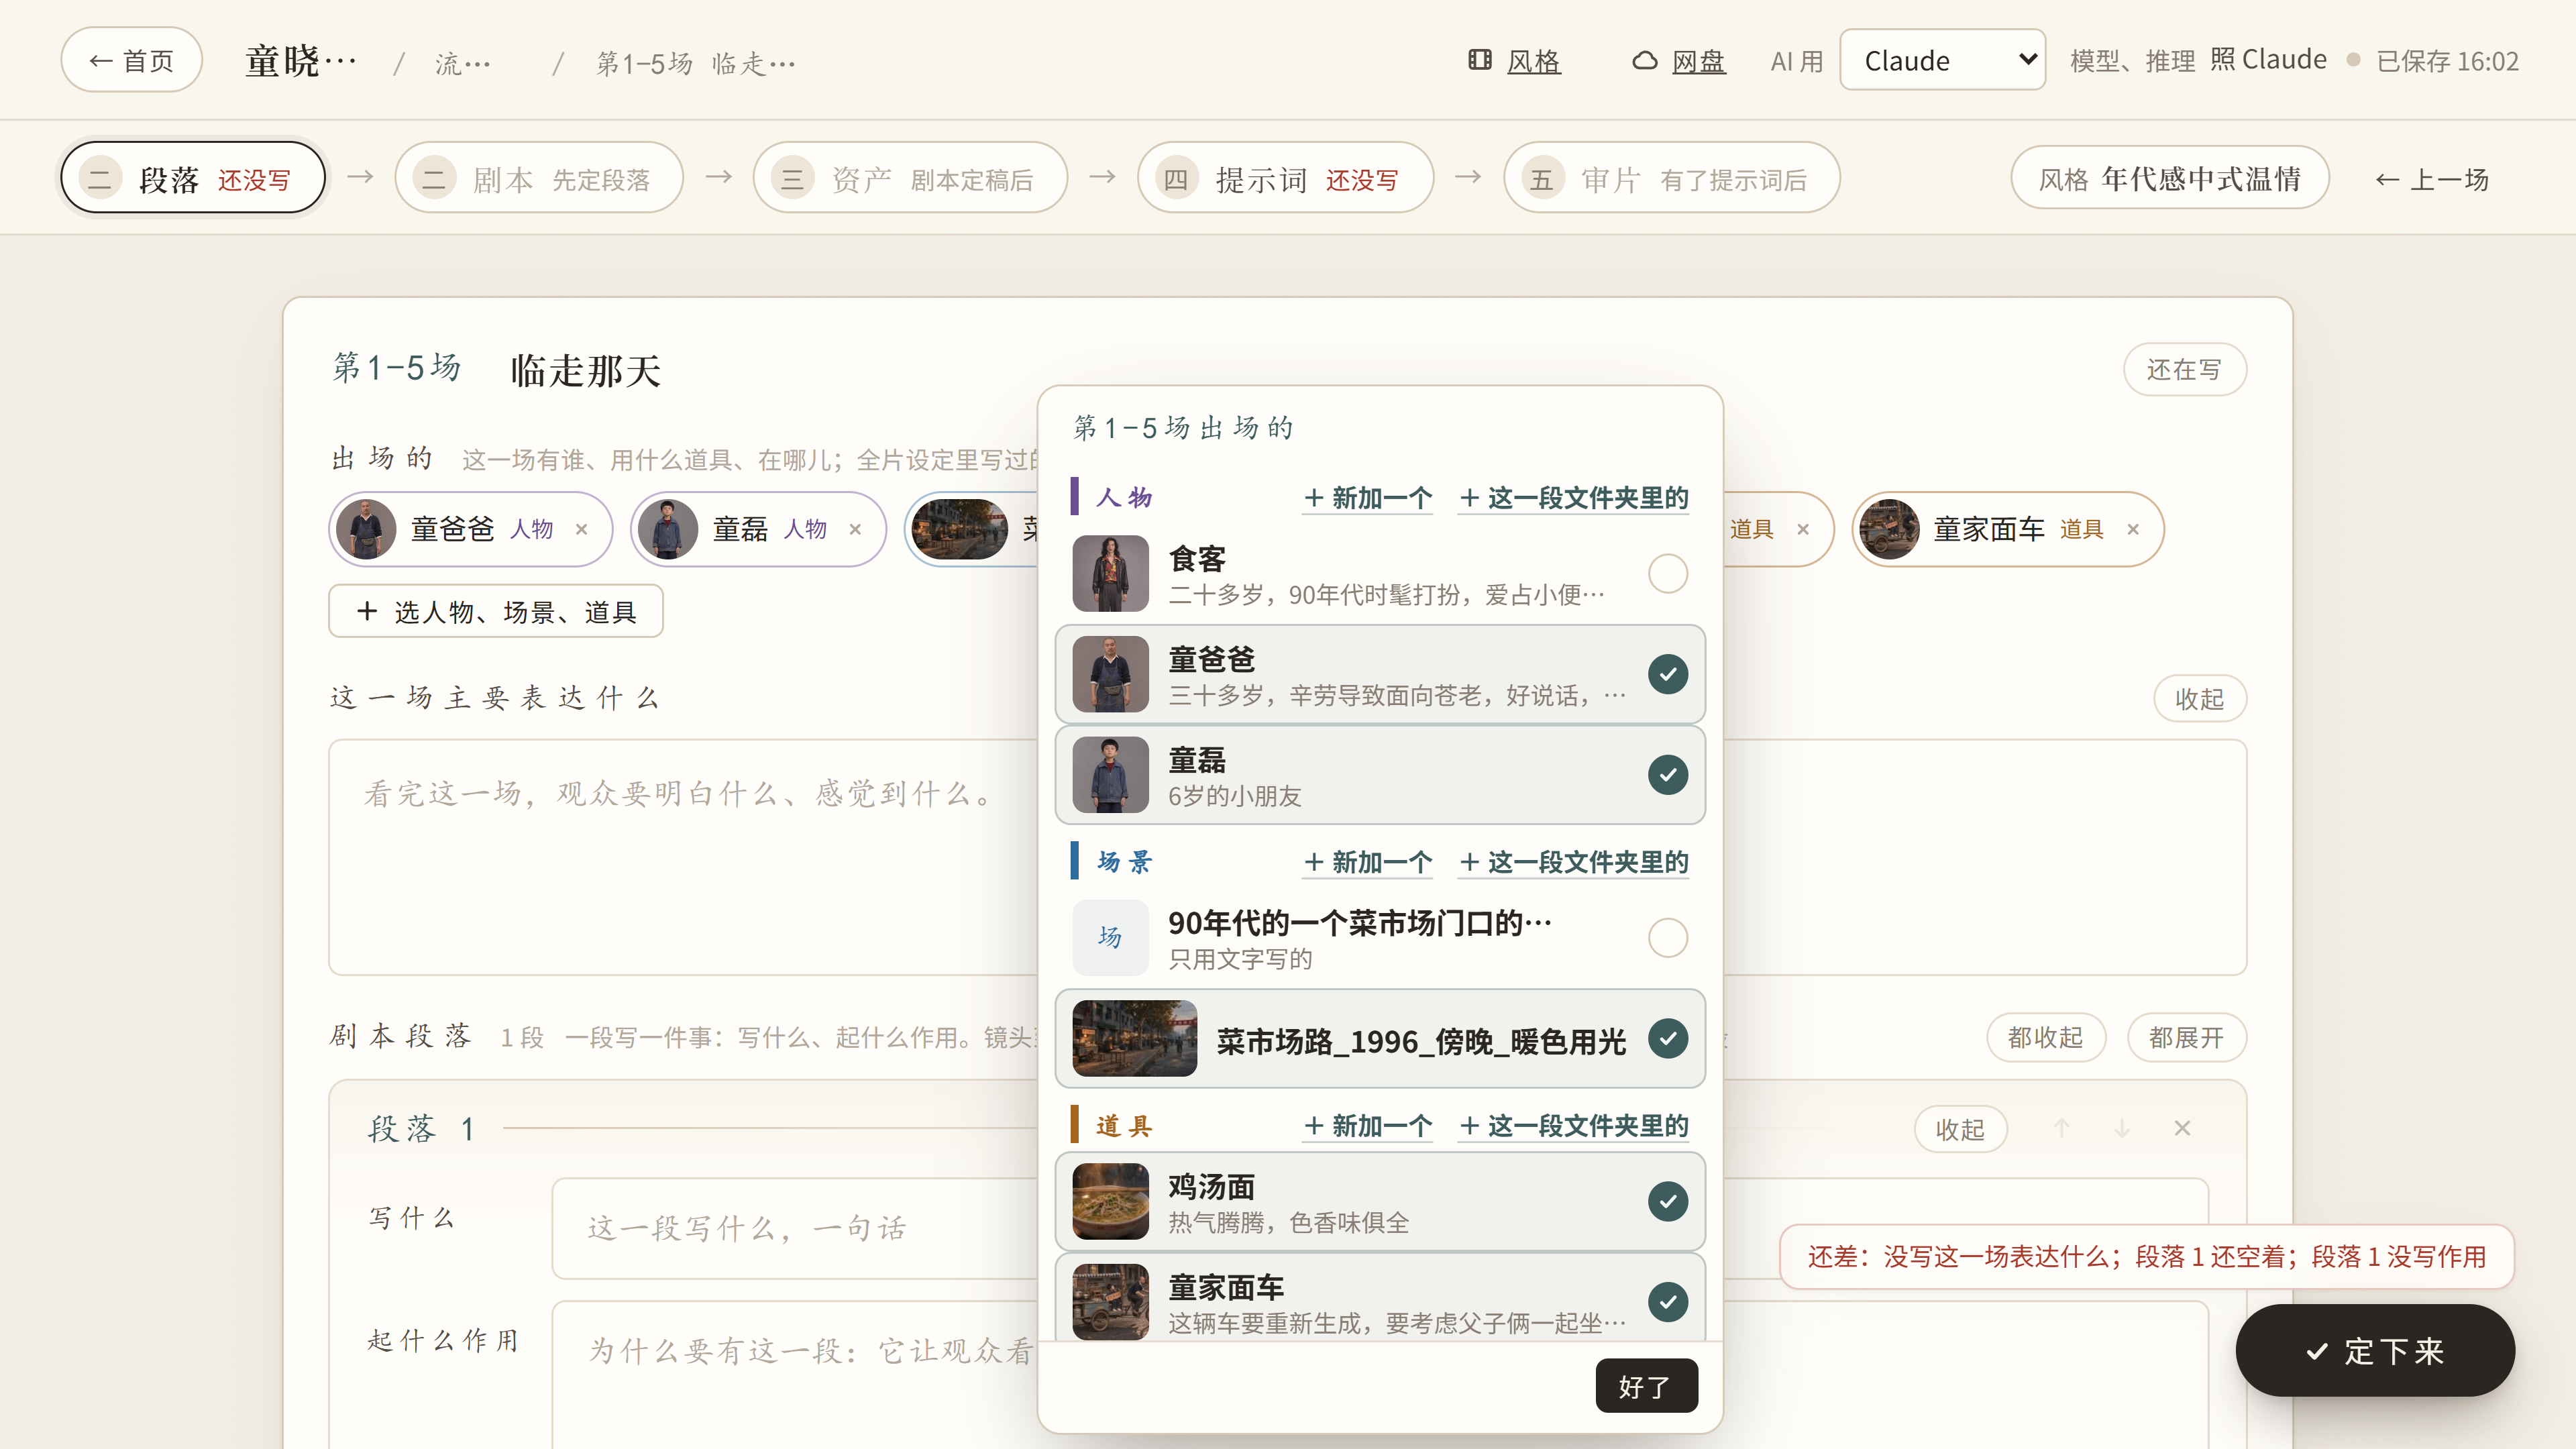 ← 首页 童晓… / 流… / 第1-5场 临走… 风格 网盘 AI 用 Claude 模型、推理 照 Claude 已保存 16:02
二 段落 还没写 → 二 剧本 先定段落 → 三 资产 剧本定稿后 → 四 提示词 还没写 → 五 审片 有了提示词后 风格 年代感中式温情 ← 上一场
第1-5场 临走那天 还在写
出场的 这一场有谁、用什么道具、在哪儿；全片设定里写过的
童爸爸 人物 × 童磊 人物 × 道具 × 童家面车 道具 ×
+ 选人物、场景、道具
这一场主要表达什么 收起
看完这一场，观众要明白什么、感觉到什么。
剧本段落 1 段 一段写一件事：写什么、起什么作用。镜头 都收起 都展开
段落 1 收起 ↑ ↓ ×
写什么 这一段写什么，一句话
起什么作用 为什么要有这一段：它让观众看
第1-5场出场的
人物 + 新加一个 + 这一段文件夹里的
食客
二十多岁，90年代时髦打扮，爱占小便…
童爸爸
三十多岁，辛劳导致面向苍老，好说话，…
童磊
6岁的小朋友
场景 + 新加一个 + 这一段文件夹里的
场 90年代的一个菜市场门口的…
只用文字写的
菜市场路_1996_傍晚_暖色用光
道具 + 新加一个 + 这一段文件夹里的
鸡汤面
热气腾腾，色香味俱全
童家面车
这辆车要重新生成，要考虑父子俩一起坐…
好了
还差：没写这一场表达什么；段落 1 还空着；段落 1 没写作用
定下来